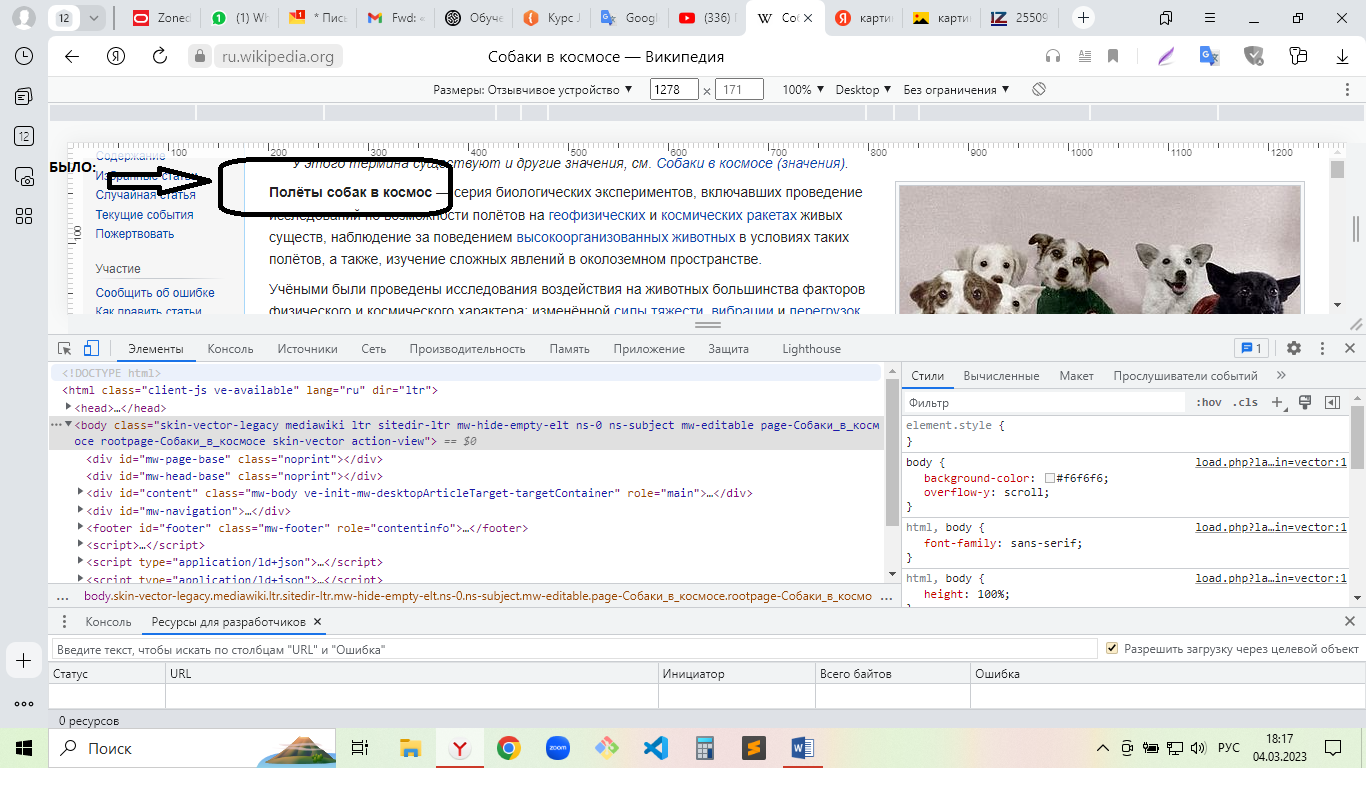 12
Zoned
(1) Wh
* Пись
Fwd: «
Обуче
Курс J
Googl
(336) Г
Соб
карти
карти
25509
ru.wikipedia.org
Собаки в космосе — Википедия
Размеры: Отзывчивое устройство ▼ 1278 × 171 100% ▼ Desktop ▼ Без ограничения ▼
12
100 200 300 400 500 600 700 800 900 1000 1100 1200
100
БЫЛО:
Содержание
Избранные статьи
Случайная статья
Текущие события
Пожертвовать
Участие
Сообщить об ошибке
Как править статьи
У этого термина существуют и другие значения, см. Собаки в космосе (значения).
Полёты собак в космос — серия биологических экспериментов, включавших проведение
исследований по возможности полётов на геофизических и космических ракетах живых
существ, наблюдение за поведением высокоорганизованных животных в условиях таких
полётов, а также, изучение сложных явлений в околоземном пространстве.
Учёными были проведены исследования воздействия на животных большинства факторов
физического и космического характера: изменённой силы тяжести, вибрации и перегрузок,
Элементы Консоль Источники Сеть Производительность Память Приложение Защита Lighthouse 1
<!DOCTYPE html>
<html class="client-js ve-available" lang="ru" dir="ltr">
<head>…</head>
<body class="skin-vector-legacy mediawiki ltr sitedir-ltr mw-hide-empty-elt ns-0 ns-subject mw-editable page-Собаки_в_косм
осе rootpage-Собаки_в_космосе skin-vector action-view"> == $0
<div id="mw-page-base" class="noprint"></div>
<div id="mw-head-base" class="noprint"></div>
<div id="content" class="mw-body ve-init-mw-desktopArticleTarget-targetContainer" role="main">…</div>
<div id="mw-navigation">…</div>
<footer id="footer" class="mw-footer" role="contentinfo">…</footer>
<script>…</script>
<script type="application/ld+json">…</script>
<script type="application/ld+json">…</script>
… body.skin-vector-legacy.mediawiki.ltr.sitedir-ltr.mw-hide-empty-elt.ns-0.ns-subject.mw-editable.page-Собаки_в_космосе.rootpage-Собаки_в_космо …
Стили Вычисленные Макет Прослушиватели событий »
Фильтр :hov .cls +
element.style {
}
body { load.php?la…in=vector:1
background-color: #f6f6f6;
overflow-y: scroll;
}
html, body { load.php?la…in=vector:1
font-family: sans-serif;
}
html, body { load.php?la…in=vector:1
height: 100%;
Консоль Ресурсы для разработчиков ×
Введите текст, чтобы искать по столбцам "URL" и "Ошибка" Разрешить загрузку через целевой объект
Статус URL Инициатор Всего байтов Ошибка
0 ресурсов
Поиск
zoom
РУС
18:17
04.03.2023